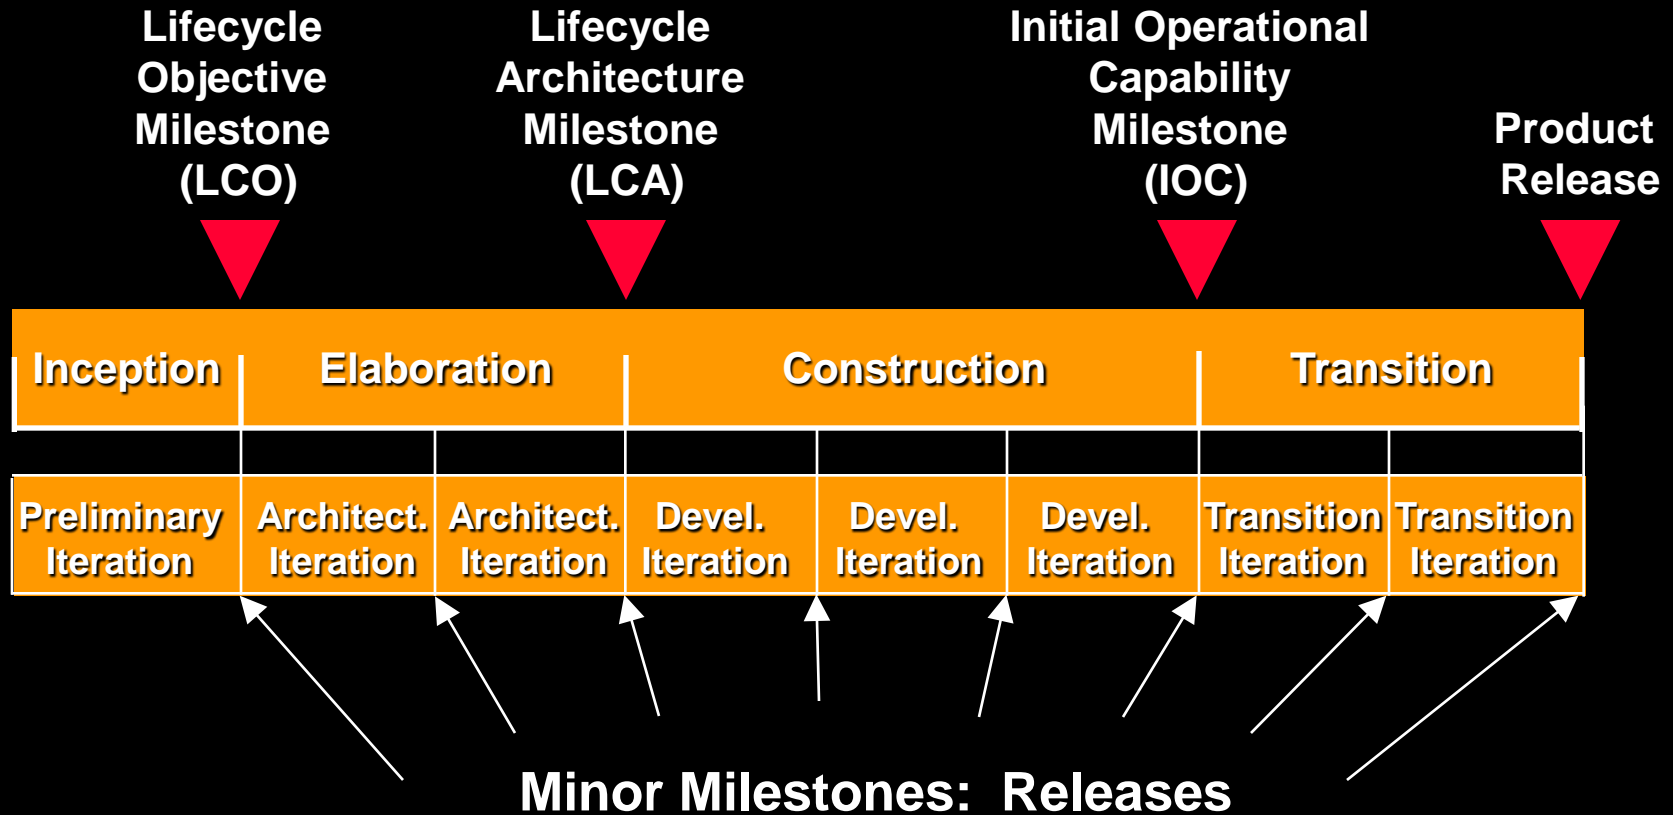 Lifecycle
Objective
Milestone
(LCO)
Lifecycle
Architecture
Milestone
(LCA)
Initial Operational
Capability
Milestone
(IOC)
Product
Release
Inception
Elaboration
Construction
Transition
Preliminary
Iteration
Architect.
Iteration
Architect.
Iteration
Devel.
Iteration
Devel.
Iteration
Devel.
Iteration
Transition
Iteration
Transition
Iteration
Minor Milestones: Releases